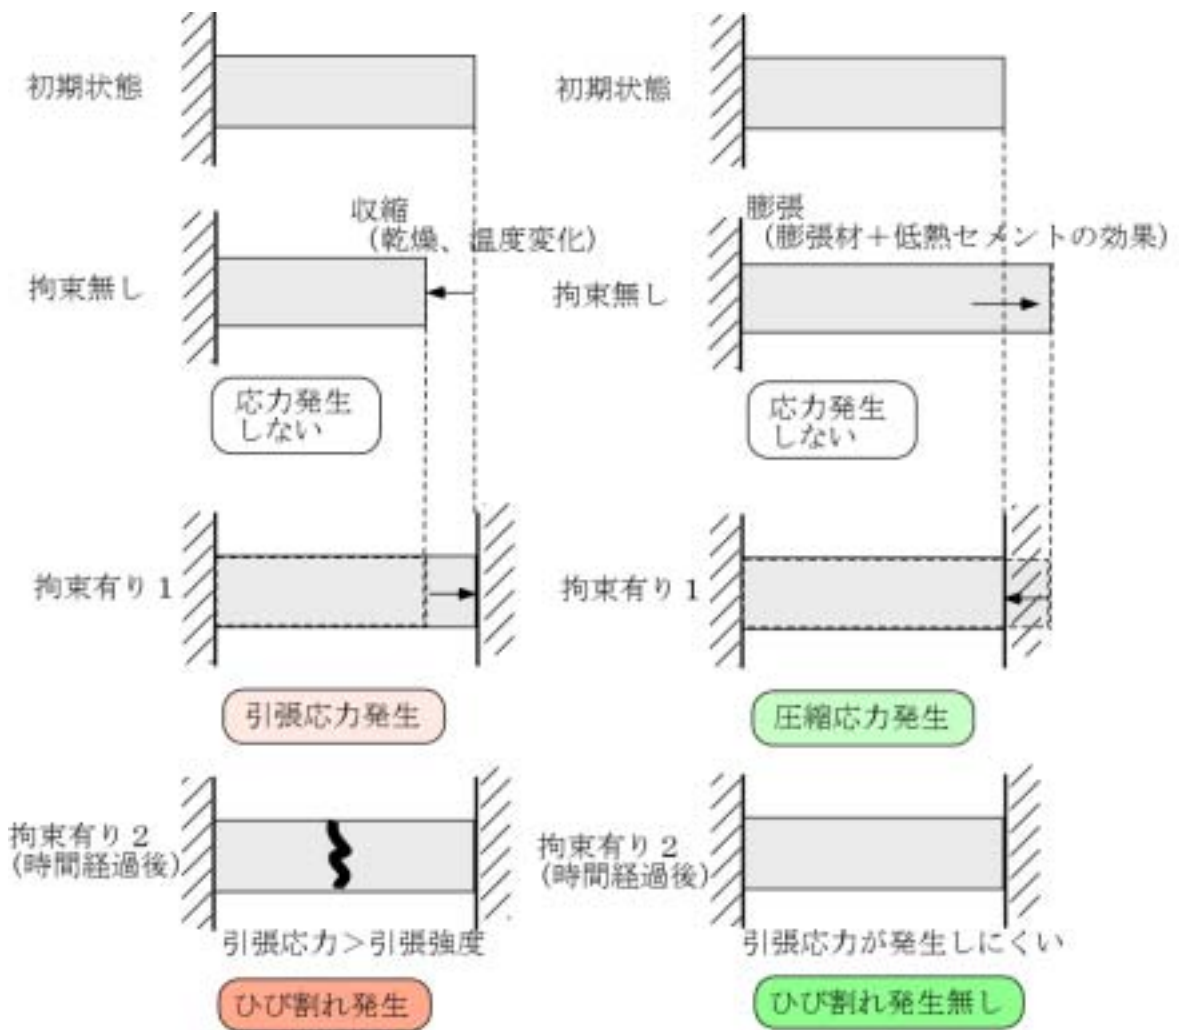 初期状態
収縮
(乾燥、温度変化)
拘束無し
応力発生
しない
拘束有り1
引張応力発生
拘束有り2
(時間経過後)
引張応力>引張強度
ひび割れ発生
初期状態
膨張
(膨張材+低熱セメントの効果)
拘束無し
応力発生
しない
拘束有り1
圧縮応力発生
拘束有り2
(時間経過後)
引張応力が発生しにくい
ひび割れ発生無し